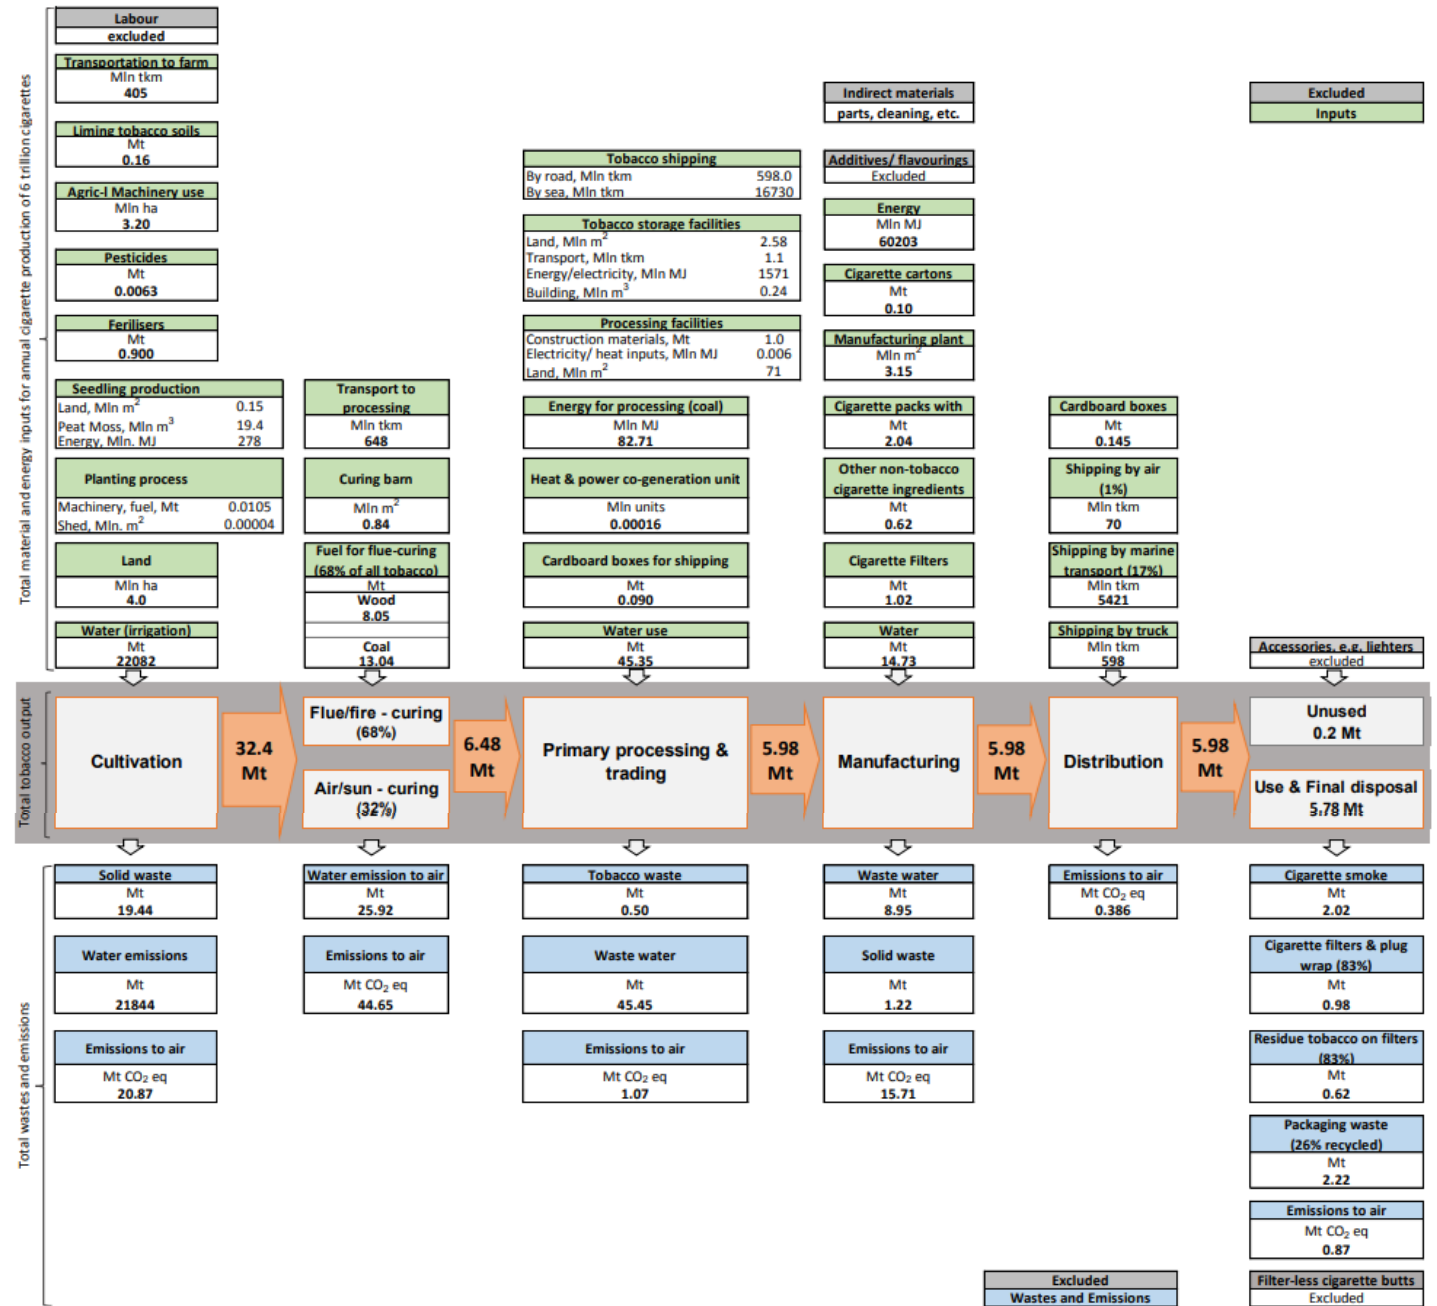 Total material and energy inputs for annual cigarette production of 6 trillion cigarettes
Labour
excluded
Transportation to farm
Mln tkm
405
Liming tobacco soils
Mt
0.16
Agric-l Machinery use
Mln ha
3.20
Pesticides
Mt
0.0063
Ferilisers
Mt
0.900
Seedling production
Land, Mln m² 0.15
Peat Moss, Mln m³ 19.4
Energy, Mln. MJ 278
Planting process
Machinery, fuel, Mt 0.0105
Shed, Mln. m² 0.00004
Land
Mln ha
4.0
Water (irrigation)
Mt
22082
Transport to
processing
Mln tkm
648
Curing barn
Mln m²
0.84
Fuel for flue-curing
(68% of all tobacco)
Mt
Wood
8.05
Coal
13.04
Tobacco shipping
By road, Mln tkm 598.0
By sea, Mln tkm 16730
Tobacco storage facilities
Land, Mln m² 2.58
Transport, Mln tkm 1.1
Energy/electricity, Mln MJ 1571
Building, Mln m³ 0.24
Processing facilities
Construction materials, Mt 1.0
Electricity/ heat inputs, Mln MJ 0.006
Land, Mln m² 71
Energy for processing (coal)
Mln MJ
82.71
Heat & power co-generation unit
Mln units
0.00016
Cardboard boxes for shipping
Mt
0.090
Water use
Mt
45.35
Indirect materials
parts, cleaning, etc.
Additives/ flavourings
Excluded
Energy
Mln MJ
60203
Cigarette cartons
Mt
0.10
Manufacturing plant
Mln m²
3.15
Cigarette packs with
Mt
2.04
Other non-tobacco
cigarette ingredients
Mt
0.62
Cigarette Filters
Mt
1.02
Water
Mt
14.73
Cardboard boxes
Mt
0.145
Shipping by air
(1%)
Mln tkm
70
Shipping by marine
transport (17%)
Mln tkm
5421
Shipping by truck
Mln tkm
598
Excluded
Inputs
Accessories, e.g. lighters
excluded
Total tobacco output
Cultivation
32.4
Mt
Flue/fire - curing
(68%)
Air/sun - curing
(32%)
6.48
Mt
Primary processing &
trading
5.98
Mt
Manufacturing
5.98
Mt
Distribution
5.98
Mt
Unused
0.2 Mt
Use & Final disposal
5.78 Mt
Total wastes and emissions
Solid waste
Mt
19.44
Water emissions
Mt
21844
Emissions to air
Mt CO₂ eq
20.87
Water emission to air
Mt
25.92
Emissions to air
Mt CO₂ eq
44.65
Tobacco waste
Mt
0.50
Waste water
Mt
45.45
Emissions to air
Mt CO₂ eq
1.07
Waste water
Mt
8.95
Solid waste
Mt
1.22
Emissions to air
Mt CO₂ eq
15.71
Emissions to air
Mt CO₂ eq
0.386
Cigarette smoke
Mt
2.02
Cigarette filters & plug
wrap (83%)
Mt
0.98
Residue tobacco on filters
(83%)
Mt
0.62
Packaging waste
(26% recycled)
Mt
2.22
Emissions to air
Mt CO₂ eq
0.87
Excluded
Wastes and Emissions
Filter-less cigarette butts
Excluded